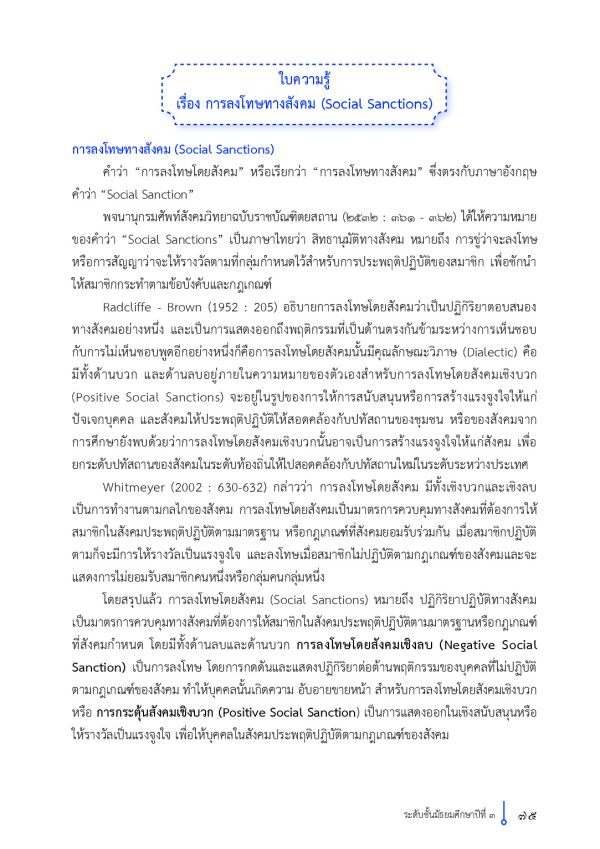 ใบความรู้
เรื่อง การลงโทษทางสังคม (Social Sanctions)
การลงโทษทางสังคม (Social Sanctions)
คำว่า “การลงโทษโดยสังคม” หรือเรียกว่า “การลงโทษทางสังคม” ซึ่งตรงกับภาษาอังกฤษ
คำว่า “Social Sanction”
พจนานุกรมศัพท์สังคมวิทยาฉบับราชบัณฑิตยสถาน (๒๕๓๒ : ๓๖๑ - ๓๖๒) ได้ให้ความหมาย
ของคำว่า “Social Sanctions” เป็นภาษาไทยว่า สิทธานุมัติทางสังคม หมายถึง การขู่ว่าจะลงโทษ
หรือการสัญญาว่าจะให้รางวัลตามที่กลุ่มกำหนดไว้สำหรับการประพฤติปฏิบัติของสมาชิก เพื่อชักนำ
ให้สมาชิกกระทำตามข้อบังคับและกฎเกณฑ์
Radcliffe - Brown (1952 : 205) อธิบายการลงโทษโดยสังคมว่าเป็นปฏิกิริยาตอบสนอง
ทางสังคมอย่างหนึ่ง และเป็นการแสดงออกถึงพฤติกรรมที่เป็นด้านตรงกันข้ามระหว่างการเห็นชอบ
กับการไม่เห็นชอบพูดอีกอย่างหนึ่งก็คือการลงโทษโดยสังคมนั้นมีคุณลักษณะวิภาษ (Dialectic) คือ
มีทั้งด้านบวก และด้านลบอยู่ภายในความหมายของตัวเองสำหรับการลงโทษโดยสังคมเชิงบวก
(Positive Social Sanctions) จะอยู่ในรูปของการให้การสนับสนุนหรือการสร้างแรงจูงใจให้แก่
ปัจเจกบุคคล และสังคมให้ประพฤติปฏิบัติให้สอดคล้องกับปทัสถานของชุมชน หรือของสังคมจาก
การศึกษายังพบด้วยว่าการลงโทษโดยสังคมเชิงบวกนั้นอาจเป็นการสร้างแรงจูงใจให้แก่สังคม เพื่อ
ยกระดับปทัสถานของสังคมในระดับท้องถิ่นให้ไปสอดคล้องกับปทัสถานใหม่ในระดับระหว่างประเทศ
Whitmeyer (2002 : 630-632) กล่าวว่า การลงโทษโดยสังคม มีทั้งเชิงบวกและเชิงลบ
เป็นการทำงานตามกลไกของสังคม การลงโทษโดยสังคมเป็นมาตรการควบคุมทางสังคมที่ต้องการให้
สมาชิกในสังคมประพฤติปฏิบัติตามมาตรฐาน หรือกฎเกณฑ์ที่สังคมยอมรับร่วมกัน เมื่อสมาชิกปฏิบัติ
ตามก็จะมีการให้รางวัลเป็นแรงจูงใจ และลงโทษเมื่อสมาชิกไม่ปฏิบัติตามกฎเกณฑ์ของสังคมและจะ
แสดงการไม่ยอมรับสมาชิกคนหนึ่งหรือกลุ่มคนกลุ่มหนึ่ง
โดยสรุปแล้ว การลงโทษโดยสังคม (Social Sanctions) หมายถึง ปฏิกิริยาปฏิบัติทางสังคม
เป็นมาตรการควบคุมทางสังคมที่ต้องการให้สมาชิกในสังคมประพฤติปฏิบัติตามมาตรฐานหรือกฎเกณฑ์
ที่สังคมกำหนด โดยมีทั้งด้านลบและด้านบวก การลงโทษโดยสังคมเชิงลบ (Negative Social
Sanction) เป็นการลงโทษ โดยการกดดันและแสดงปฏิกิริยาต่อต้านพฤติกรรมของบุคคลที่ไม่ปฏิบัติ
ตามกฎเกณฑ์ของสังคม ทำให้บุคคลนั้นเกิดความ อับอายขายหน้า สำหรับการลงโทษโดยสังคมเชิงบวก
หรือ การกระตุ้นสังคมเชิงบวก (Positive Social Sanction) เป็นการแสดงออกในเชิงสนับสนุนหรือ
ให้รางวัลเป็นแรงจูงใจ เพื่อให้บุคคลในสังคมประพฤติปฏิบัติตามกฎเกณฑ์ของสังคม
ระดับชั้นมัธยมศึกษาปีที่ ๓ ๗๕